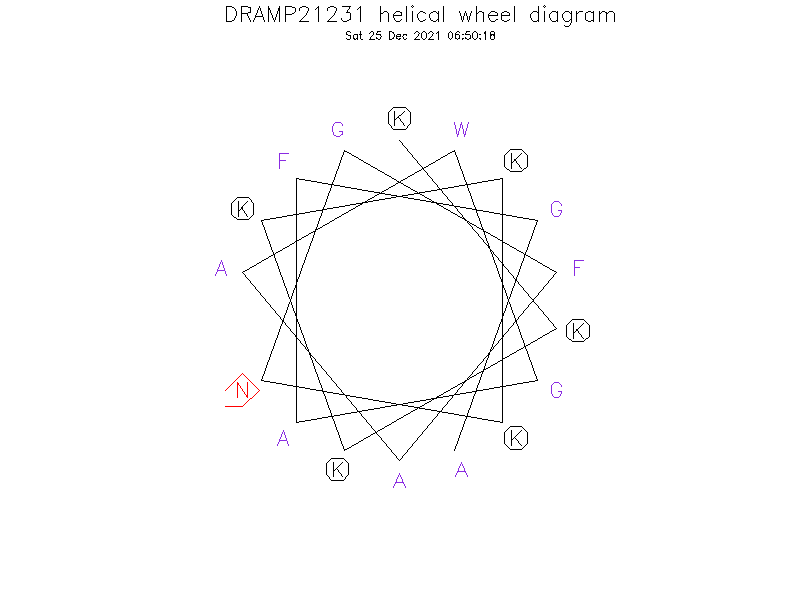 DRAMP21231 helical wheel diagram
Sat 25 Dec 2021 06:50:18
K
G W
F K
K G
A F
K
N G
A K
K A A